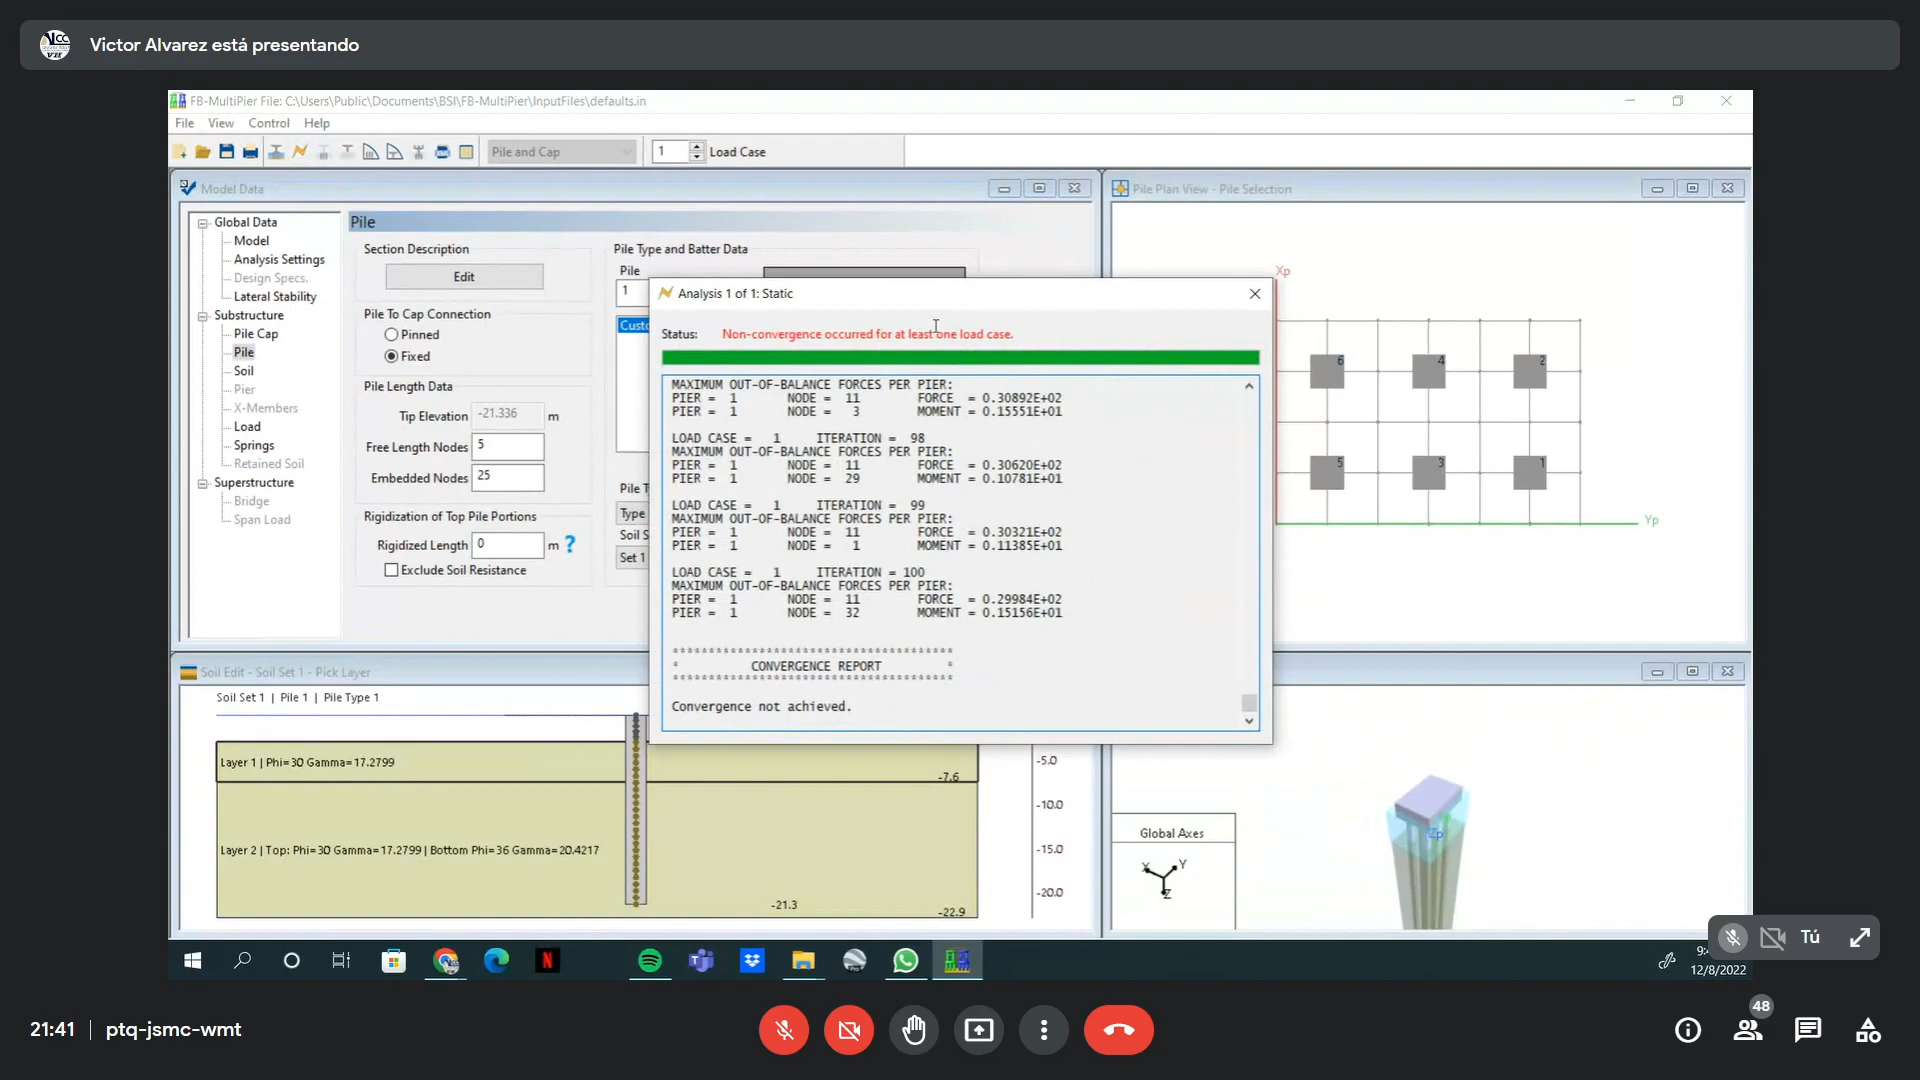 Victor Alvarez está presentando
FB-MultiPier File: C:\Users\Public\Documents\BSI\FB-MultiPier\InputFiles\defaults.in
File View Control Help
Pile and Cap
1
Load Case
Model Data
Global Data
Model
Analysis Settings
Design Specs.
Lateral Stability
Substructure
Pile Cap
Pile
Soil
Pier
X-Members
Load
Springs
Retained Soil
Superstructure
Bridge
Span Load
Pile
Section Description
Edit
Pile To Cap Connection
Pinned
Fixed
Pile Length Data
Tip Elevation -21.336 m
Free Length Nodes 5
Embedded Nodes 25
Rigidization of Top Pile Portions
Rigidized Length 0 m ?
Exclude Soil Resistance
Pile Type and Batter Data
Pile
1
Custo
Pile T
Type
Soil S
Set 1
Analysis 1 of 1: Static
Status: Non-convergence occurred for at least one load case.
MAXIMUM OUT-OF-BALANCE FORCES PER PIER:
PIER = 1 NODE = 11 FORCE = 0.30892E+02
PIER = 1 NODE = 3 MOMENT = 0.15551E+01
LOAD CASE = 1 ITERATION = 98
MAXIMUM OUT-OF-BALANCE FORCES PER PIER:
PIER = 1 NODE = 11 FORCE = 0.30620E+02
PIER = 1 NODE = 29 MOMENT = 0.10781E+01
LOAD CASE = 1 ITERATION = 99
MAXIMUM OUT-OF-BALANCE FORCES PER PIER:
PIER = 1 NODE = 11 FORCE = 0.30321E+02
PIER = 1 NODE = 1 MOMENT = 0.11385E+01
LOAD CASE = 1 ITERATION = 100
MAXIMUM OUT-OF-BALANCE FORCES PER PIER:
PIER = 1 NODE = 11 FORCE = 0.29984E+02
PIER = 1 NODE = 32 MOMENT = 0.15156E+01
***************************************
* CONVERGENCE REPORT *
***************************************
Convergence not achieved.
Pile Plan View - Pile Selection
Xp
6 4 2
5 3 1
Yp
Soil Edit - Soil Set 1 - Pick Layer
Soil Set 1 | Pile 1 | Pile Type 1
Layer 1 | Phi=30 Gamma=17.2799
-7.6
Layer 2 | Top: Phi=30 Gamma=17.2799 | Bottom Phi=36 Gamma=20.4217
-21.3
-22.9
-5.0
-10.0
-15.0
-20.0
Global Axes
X
Y
Z
Zp
Tú
9:4
12/8/2022
21:41 | ptq-jsmc-wmt
48